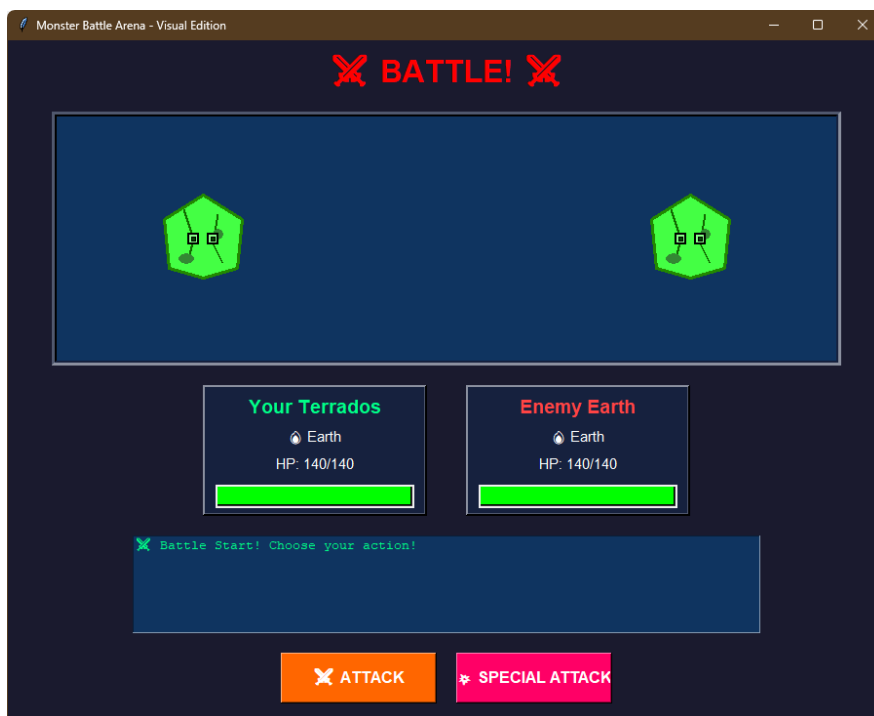 Monster Battle Arena - Visual Edition
⚔ BATTLE! ⚔
Your Terrados
🔥 Earth
HP: 140/140
Enemy Earth
🔥 Earth
HP: 140/140
⚔ Battle Start! Choose your action!
⚔ ATTACK
💥 SPECIAL ATTACK